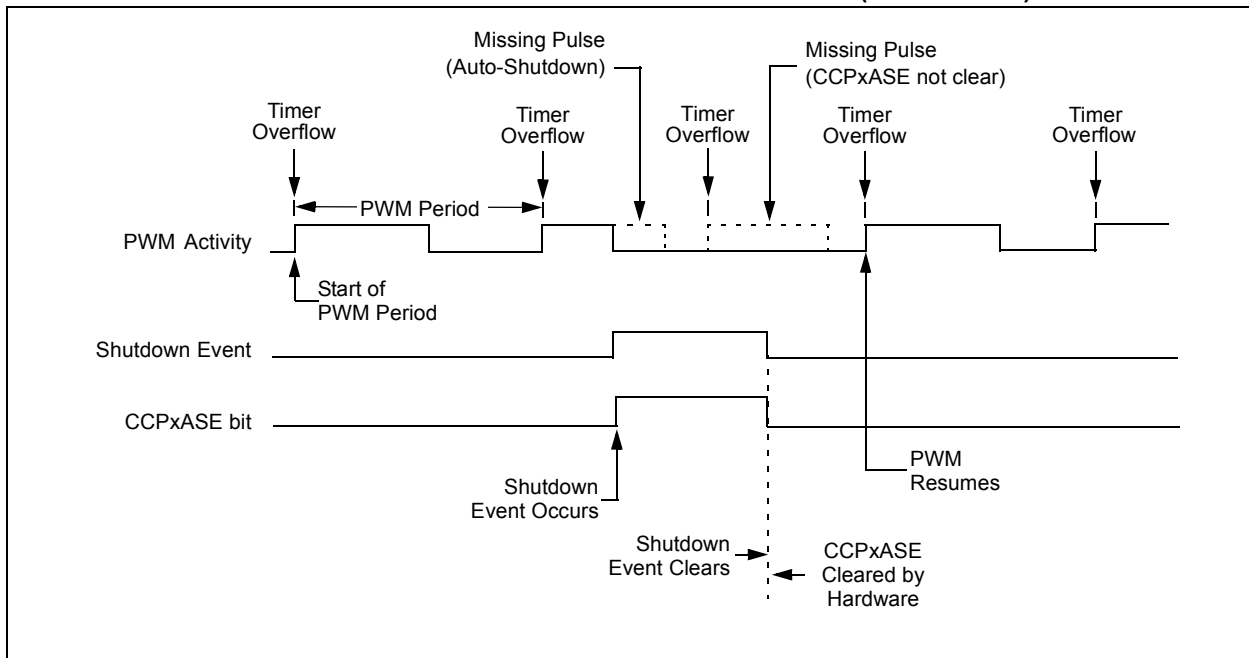 Missing Pulse
(Auto-Shutdown)
Missing Pulse
(CCPxASE not clear)
Timer
Overflow
Timer
Overflow
Timer
Overflow
Timer
Overflow
Timer
Overflow
PWM Period
PWM Activity
Start of
PWM Period
Shutdown Event
CCPxASE bit
Shutdown
Event Occurs
PWM
Resumes
Shutdown
Event Clears
CCPxASE
Cleared by
Hardware